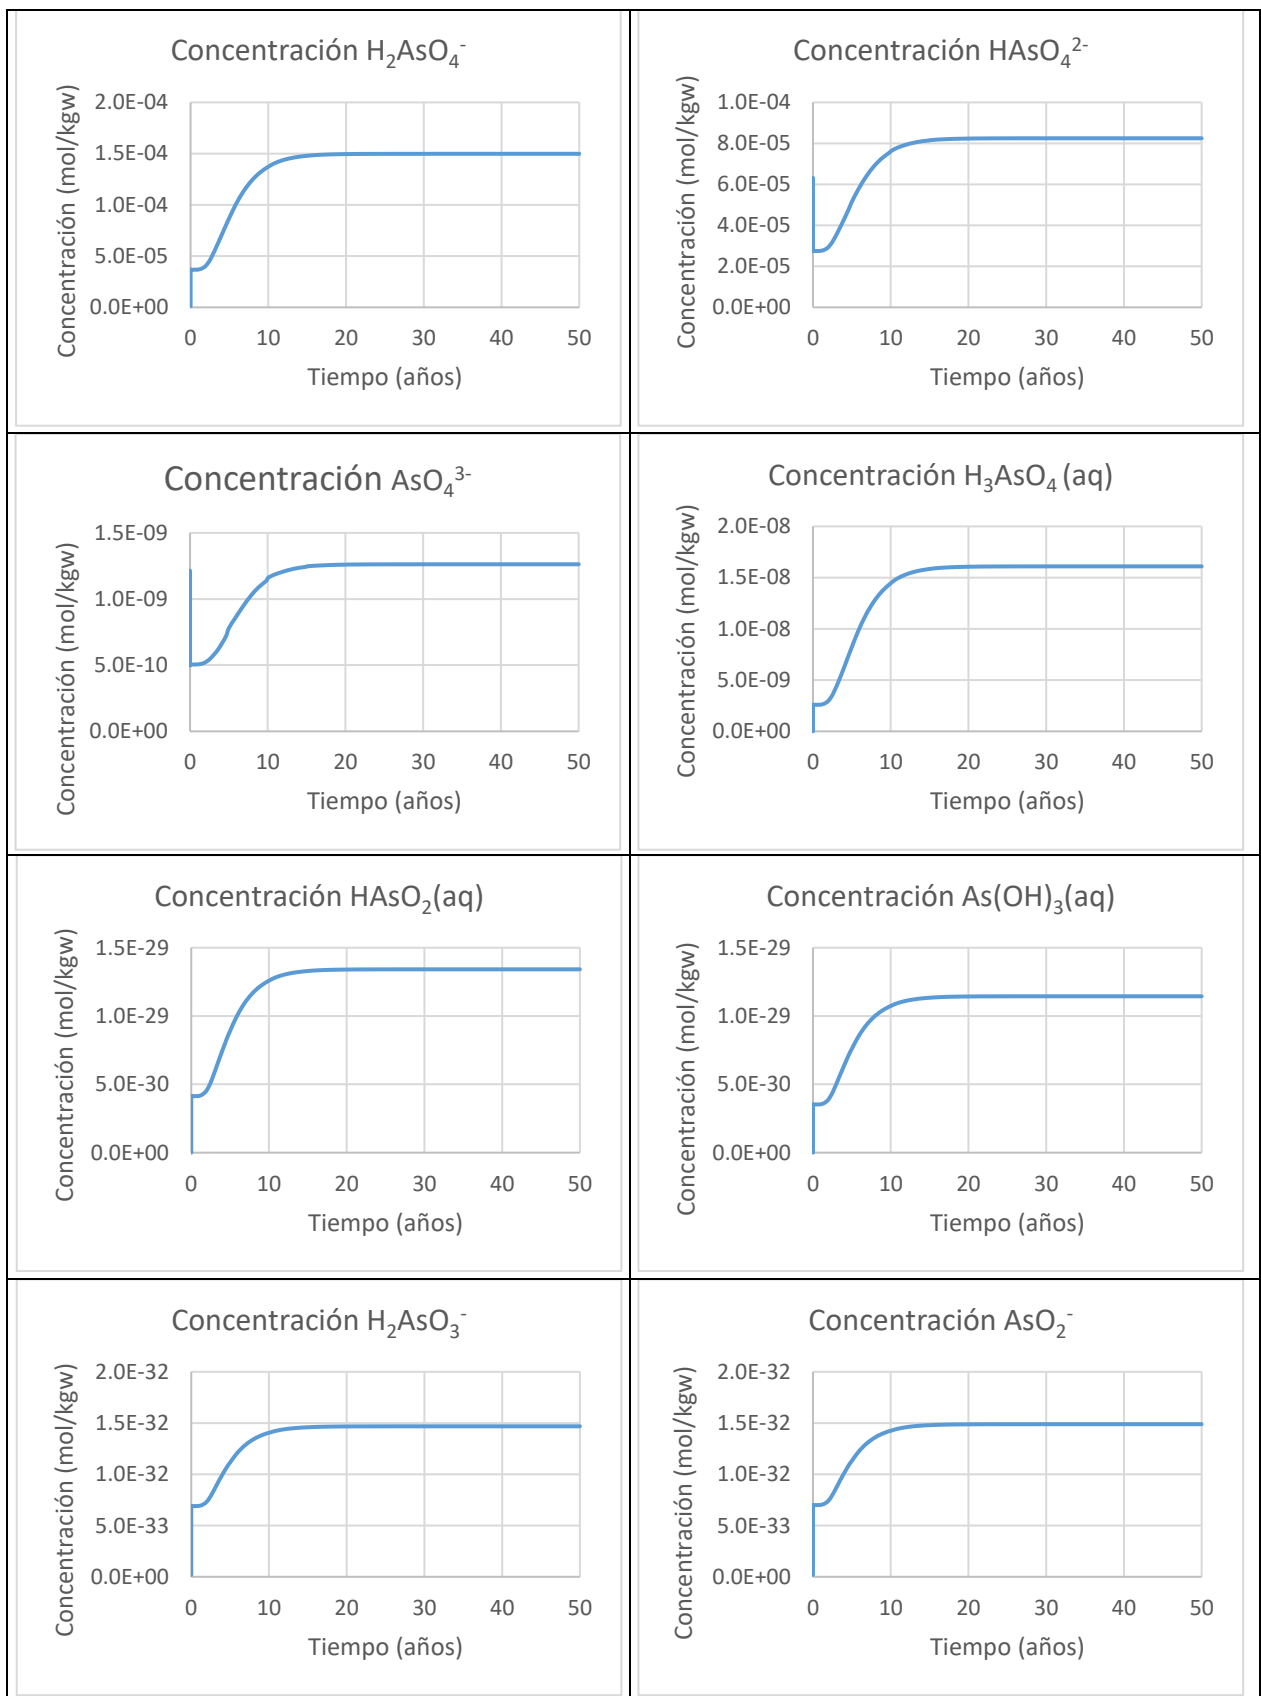 Concentración H₂AsO₄⁻
Concentración (mol/kgw)
2.0E-04
1.5E-04
1.0E-04
5.0E-05
0.0E+00
0 10 20 30 40 50
Tiempo (años)
Concentración HAsO₄²⁻
Concentración (mol/kgw)
1.0E-04
8.0E-05
6.0E-05
4.0E-05
2.0E-05
0.0E+00
0 10 20 30 40 50
Tiempo (años)
Concentración AsO₄³⁻
Concentración (mol/kgw)
1.5E-09
1.0E-09
5.0E-10
0.0E+00
0 10 20 30 40 50
Tiempo (años)
Concentración H₃AsO₄ (aq)
Concentración (mol/kgw)
2.0E-08
1.5E-08
1.0E-08
5.0E-09
0.0E+00
0 10 20 30 40 50
Tiempo (años)
Concentración HAsO₂(aq)
Concentración (mol/kgw)
1.5E-29
1.0E-29
5.0E-30
0.0E+00
0 10 20 30 40 50
Tiempo (años)
Concentración As(OH)₃(aq)
Concentración (mol/kgw)
1.5E-29
1.0E-29
5.0E-30
0.0E+00
0 10 20 30 40 50
Tiempo (años)
Concentración H₂AsO₃⁻
Concentración (mol/kgw)
2.0E-32
1.5E-32
1.0E-32
5.0E-33
0.0E+00
0 10 20 30 40 50
Tiempo (años)
Concentración AsO₂⁻
Concentración (mol/kgw)
2.0E-32
1.5E-32
1.0E-32
5.0E-33
0.0E+00
0 10 20 30 40 50
Tiempo (años)